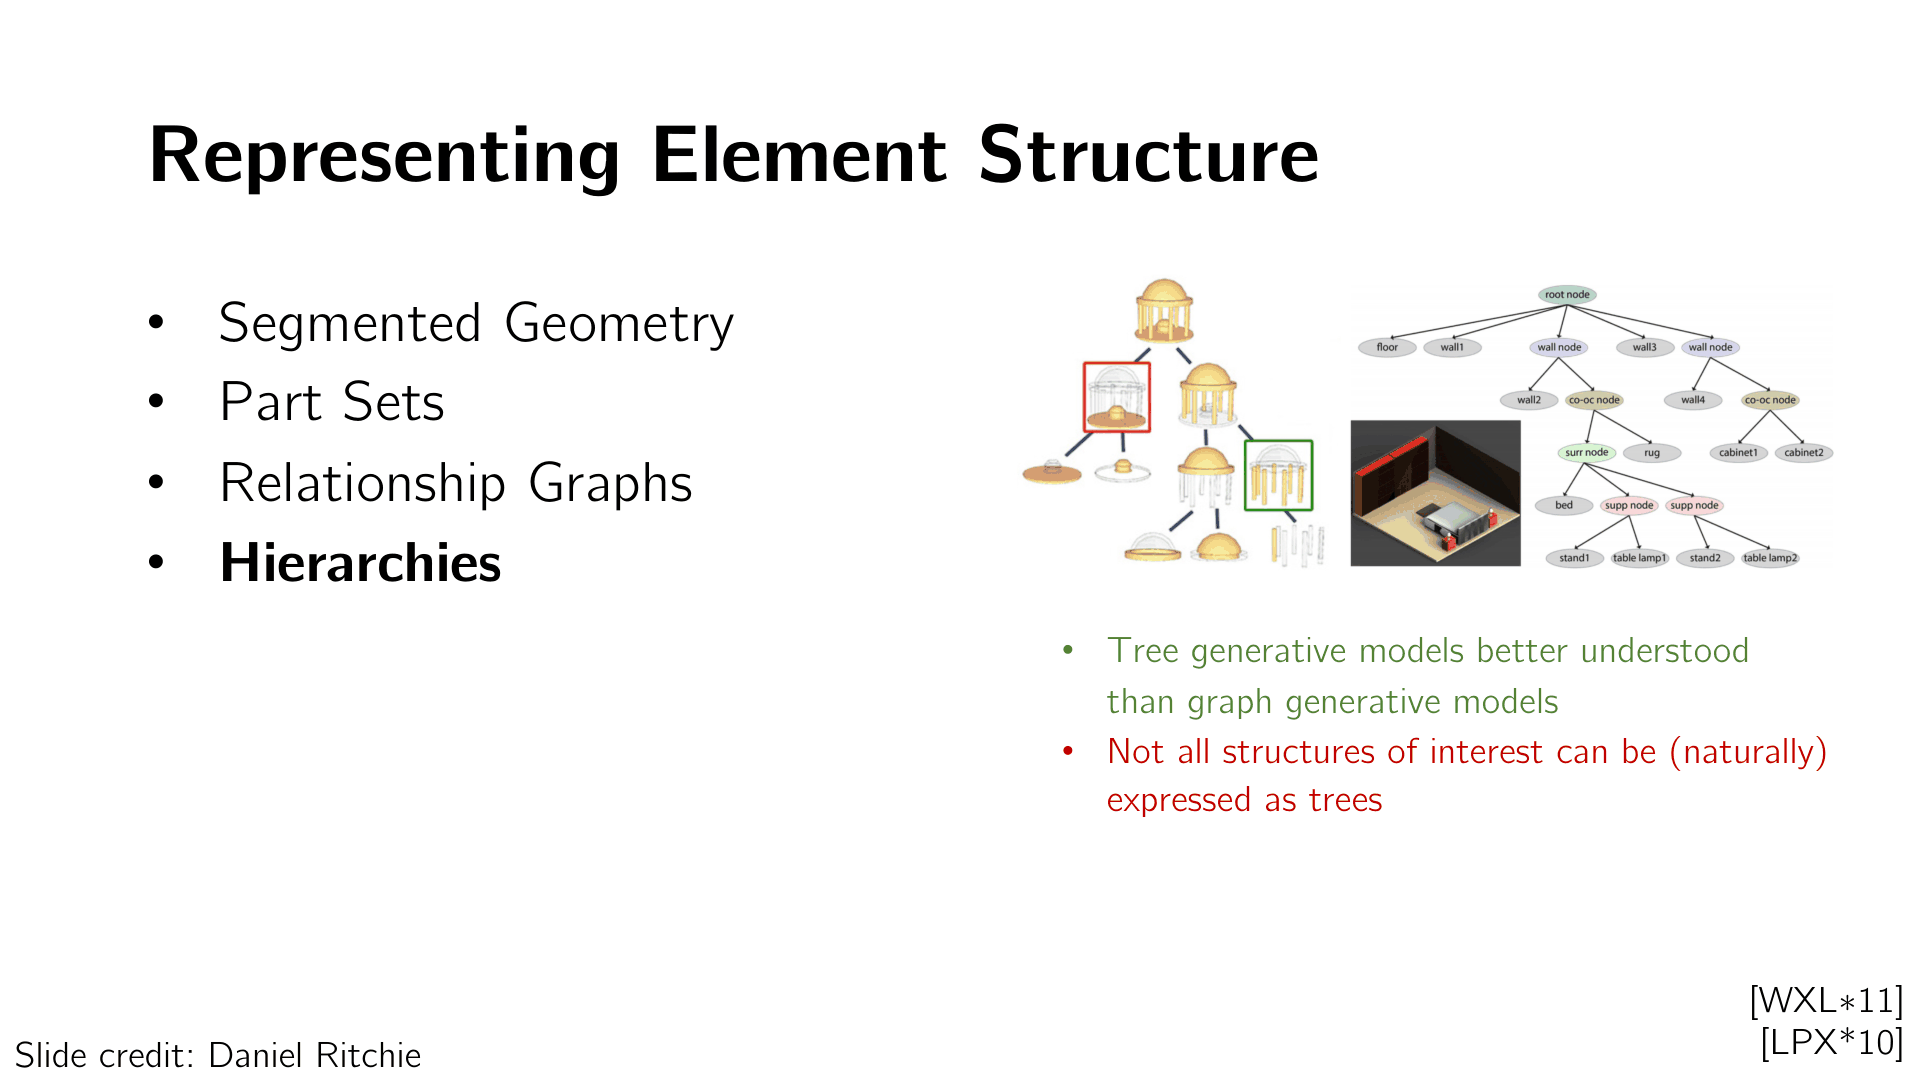 Representing Element Structure
• Segmented Geometry
• Part Sets
• Relationship Graphs
• Hierarchies
root node
floor wall1 wall node wall3 wall node
wall2 co-oc node wall4 co-oc node
surr node rug cabinet1 cabinet2
bed supp node supp node
stand1 table lamp1 stand2 table lamp2
• Tree generative models better understood
than graph generative models
• Not all structures of interest can be (naturally)
expressed as trees
[WXL*11]
[LPX*10]
Slide credit: Daniel Ritchie